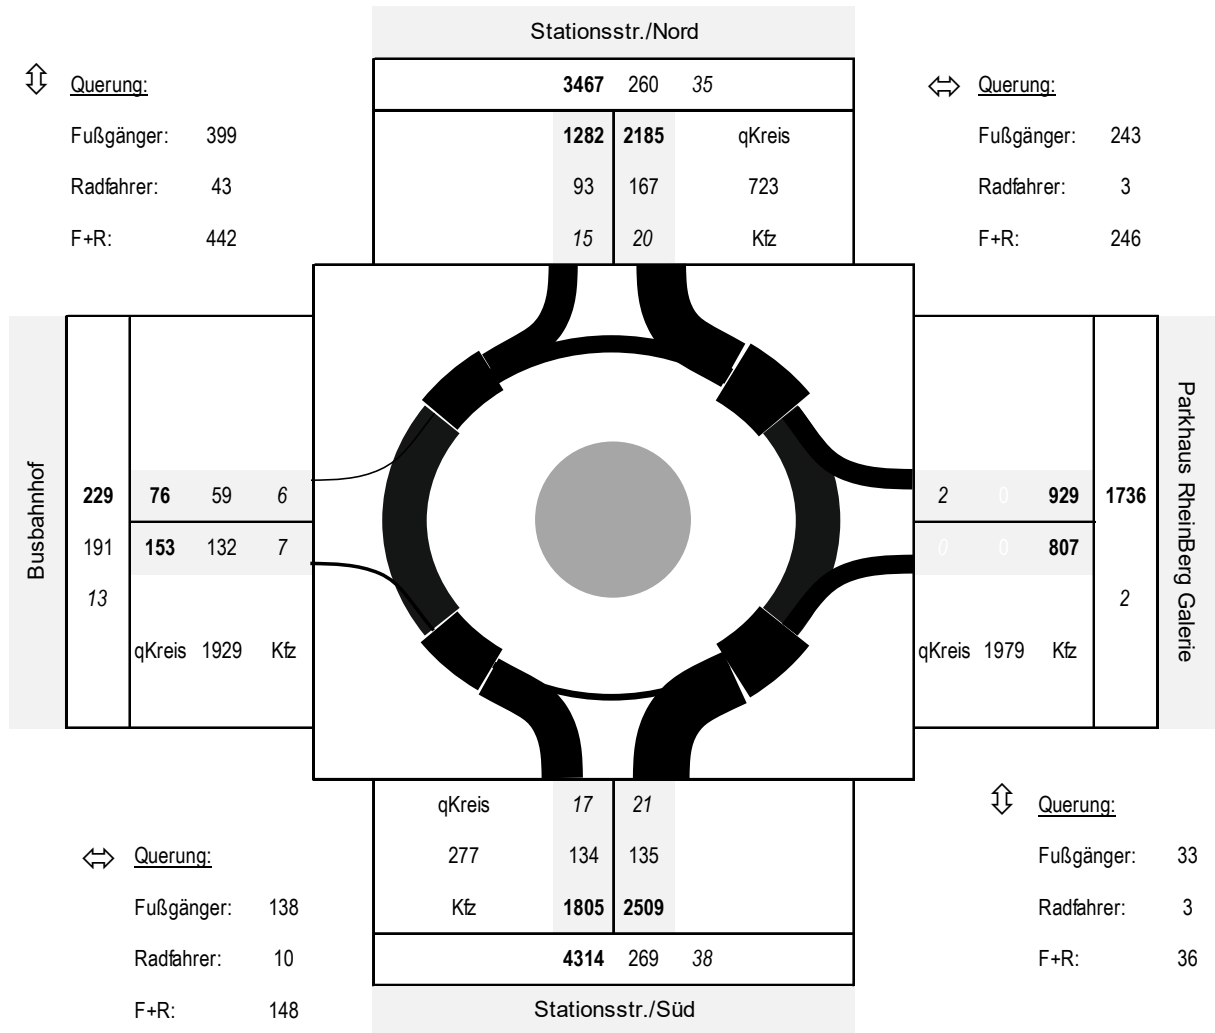 Stationsstr./Nord
3467 260 35
Querung:
Fußgänger: 399
Radfahrer: 43
F+R: 442
1282 2185 qKreis
93 167 723
15 20 Kfz
Querung:
Fußgänger: 243
Radfahrer: 3
F+R: 246
Busbahnhof
229 76 59 6
191 153 132 7
13
qKreis 1929 Kfz
2 0 929 1736
0 0 807
2
qKreis 1979 Kfz
Parkhaus RheinBerg Galerie
qKreis 17 21
277 134 135
Kfz 1805 2509
4314 269 38
Stationsstr./Süd
Querung:
Fußgänger: 138
Radfahrer: 10
F+R: 148
Querung:
Fußgänger: 33
Radfahrer: 3
F+R: 36